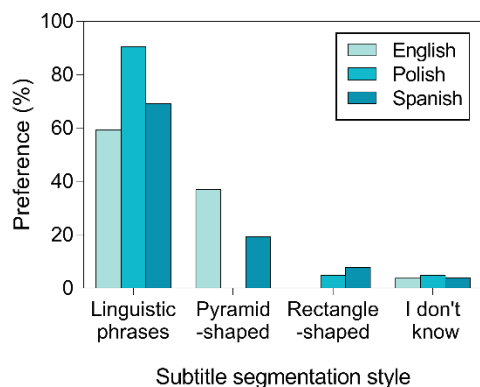 100
80
60
40
20
0
Preference (%)
English
Polish
Spanish
Linguistic
phrases
Pyramid
-shaped
Rectangle
-shaped
I don't
know
Subtitle segmentation style